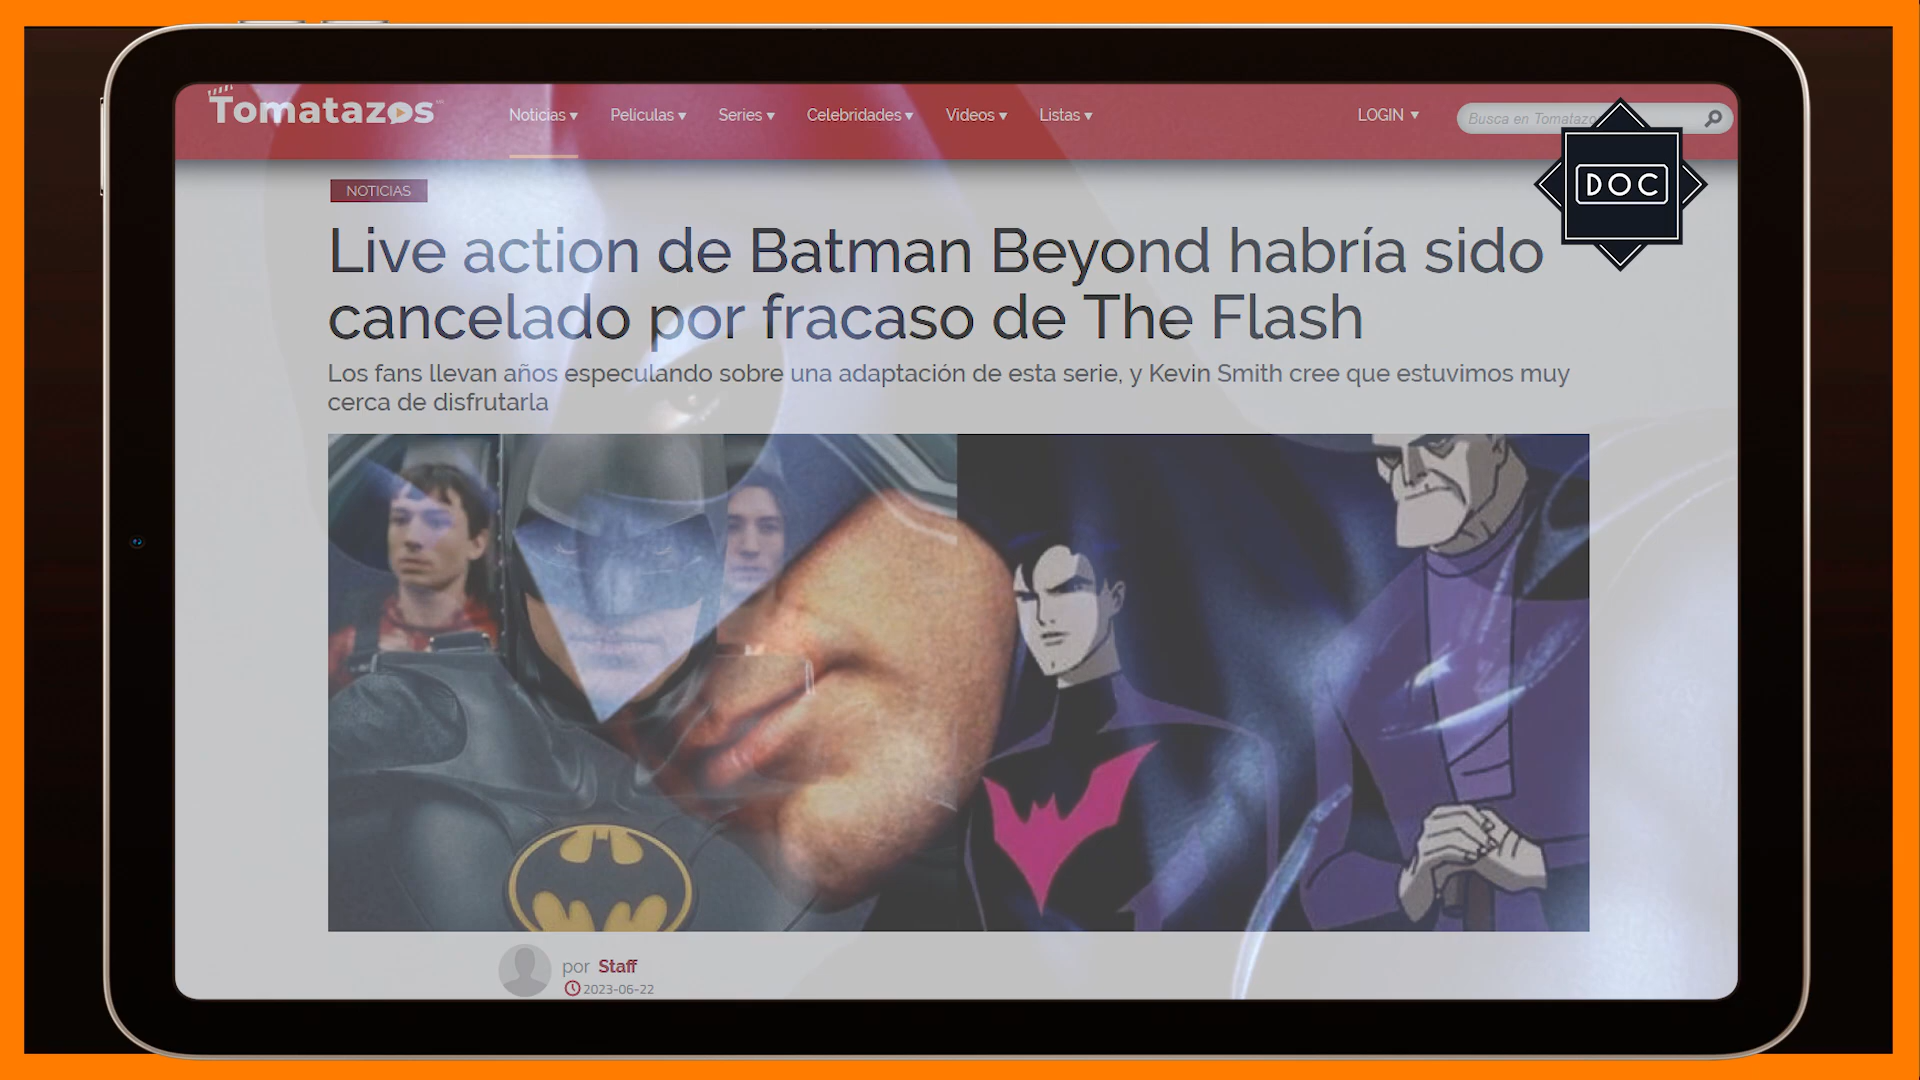 Tomatazos
Noticias ▾ Películas ▾ Series ▾ Celebridades ▾ Videos ▾ Listas ▾ LOGIN ▾ Busca en Tomatazo
DOC
NOTICIAS
Live action de Batman Beyond habría sido
cancelado por fracaso de The Flash
Los fans llevan años especulando sobre una adaptación de esta serie, y Kevin Smith cree que estuvimos muy
cerca de disfrutarla
por Staff
2023-06-22